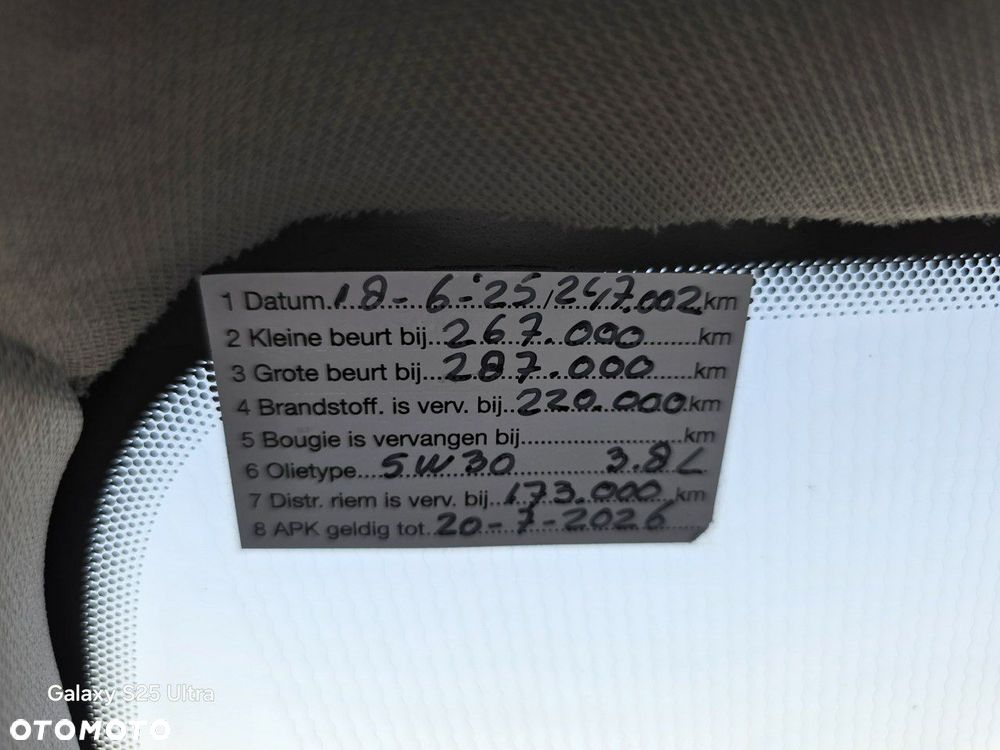 1 Datum 18-6-'25/247.002 km
2 Kleine beurt bij 267.000 km
3 Grote beurt bij 287.000 km
4 Brandstoff. is verv. bij 220.000 km
5 Bougie is vervangen bij km
6 Olietype 5W30 3.8L
7 Distr. riem is verv. bij 173.000 km
8 APK geldig tot 20-7-2026
Galaxy S25 Ultra
OTOMOTO